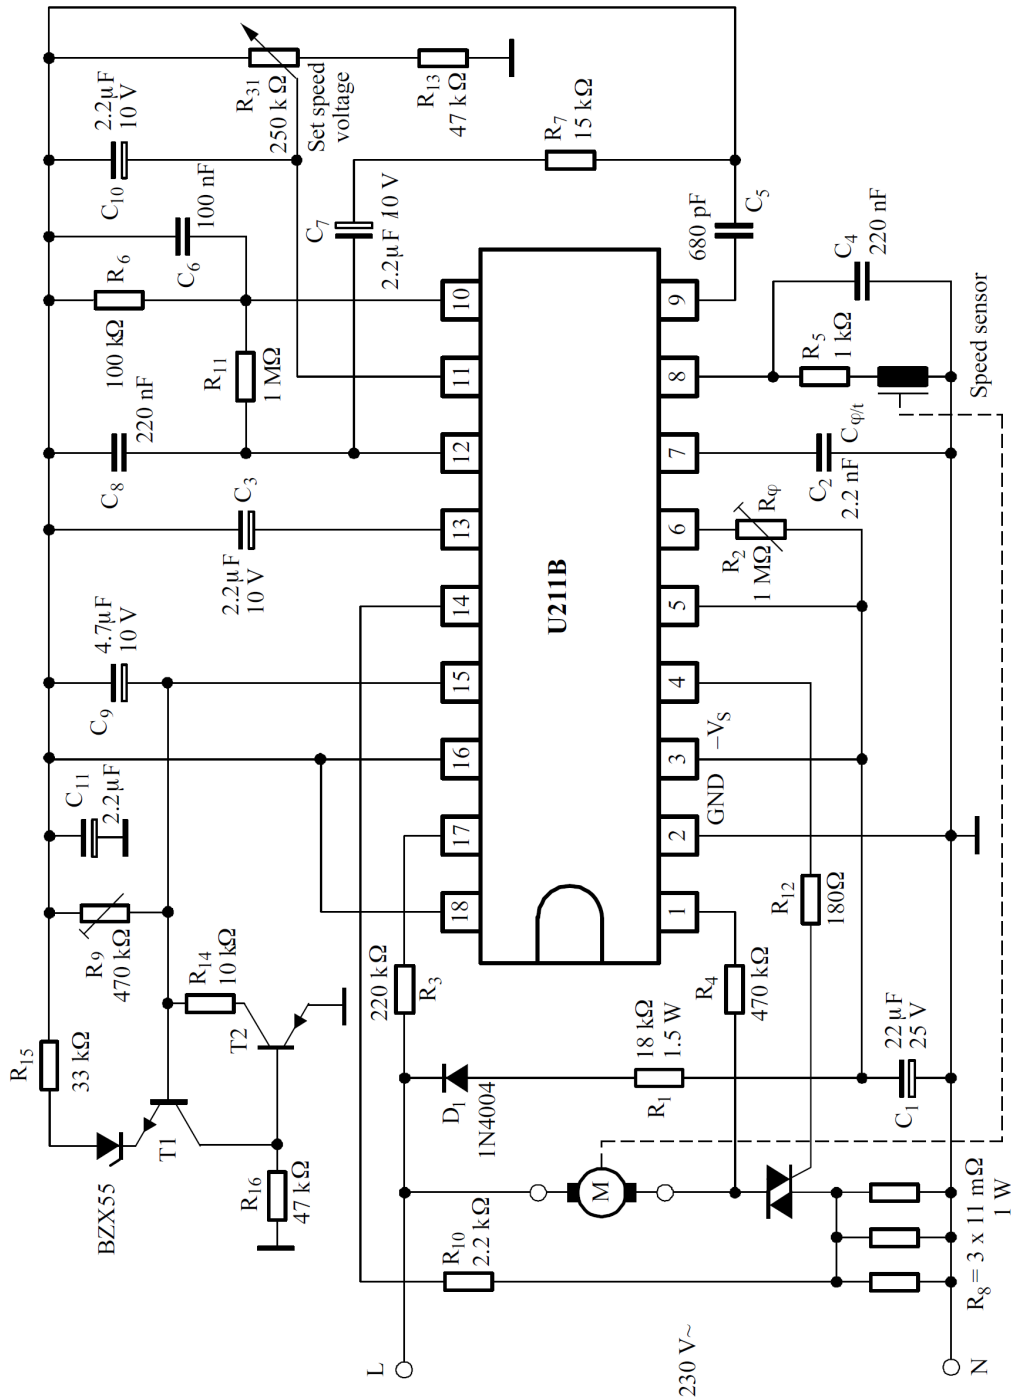 R31
250 kΩ
Set speed
voltage
R13
47 kΩ
C10
2.2µF
10 V
C6
100 nF
R6
100 kΩ
R11
1 MΩ
C7
2.2µF /10 V
R7
15 kΩ
680 pF
C5
C4
220 nF
R5
1 kΩ
Speed sensor
C8
220 nF
C3
2.2µF
10 V
C9
4.7µF
10 V
C11
2.2µF
R9
470 kΩ
R14
10 kΩ
T2
R15
33 kΩ
T1
BZX55
R16
47 kΩ
10
11
12
13
14
15
16
17
18
U211B
9
8
7
6
5
4
3
2
1
–VS
GND
Cφ/t
C2
2.2 nF
Rφ
R2
1 MΩ
R12
180Ω
220 kΩ
R3
R4
470 kΩ
18 kΩ
1.5 W
R1
D1
1N4004
22 µF
25 V
C1
M
R10
2.2 kΩ
R8 = 3 x 11 mΩ
1 W
L
230 V~
N